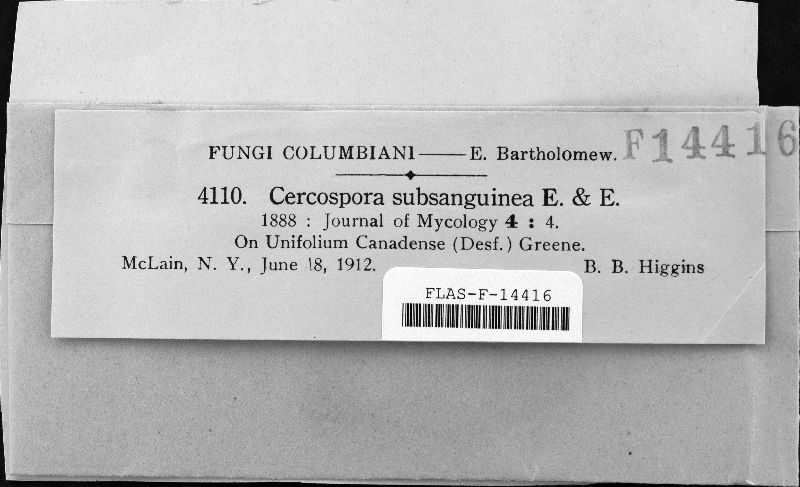 FUNGI COLUMBIANI——E. Bartholomew. F14416
4110. Cercospora subsanguinea E. & E.
1888 : Journal of Mycology 4 : 4.
On Unifolium Canadense (Desf.) Greene.
McLain, N. Y., June 18, 1912. B. B. Higgins
FLAS-F-14416